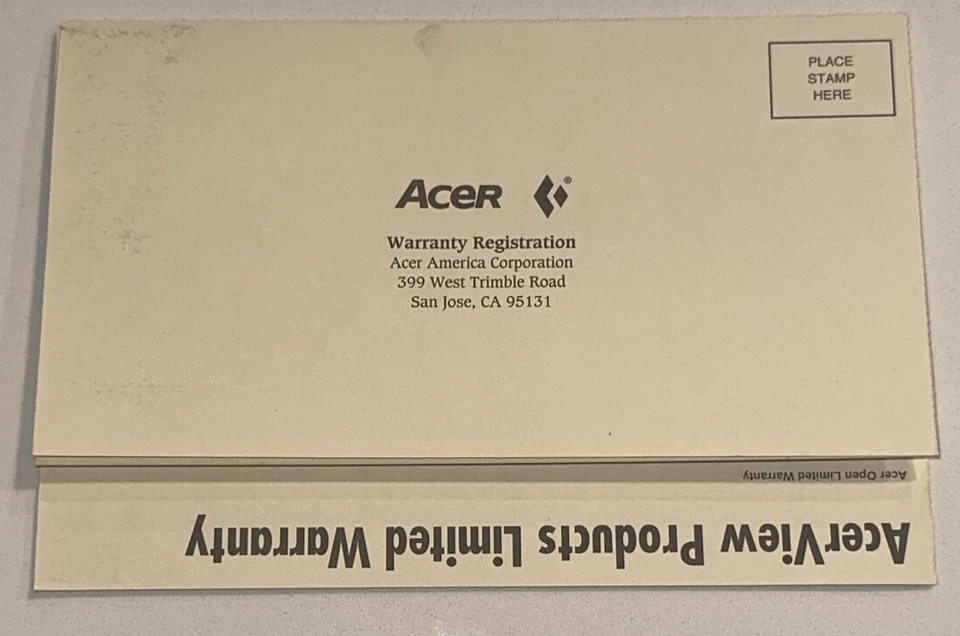 PLACE
STAMP
HERE
ACER ®
Warranty Registration
Acer America Corporation
399 West Trimble Road
San Jose, CA 95131
Acer Open Limited Warranty
AcerView Products Limited Warranty